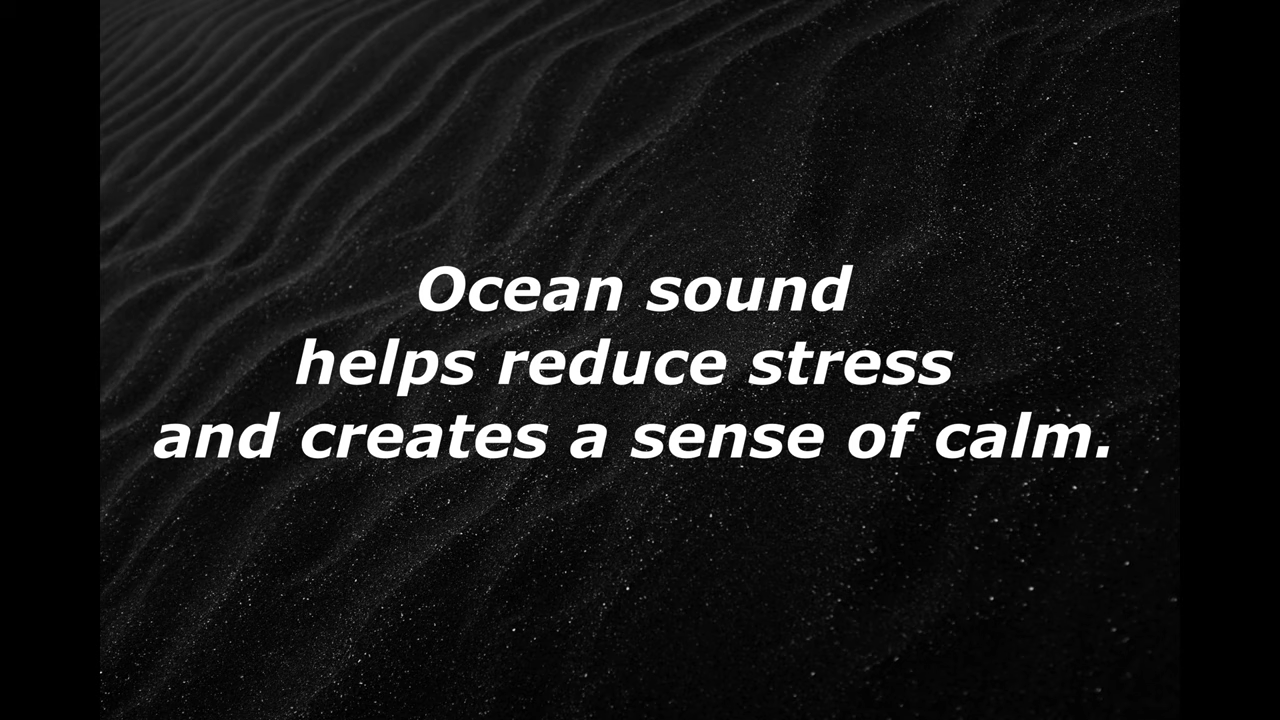 Ocean sound
helps reduce stress
and creates a sense of calm.